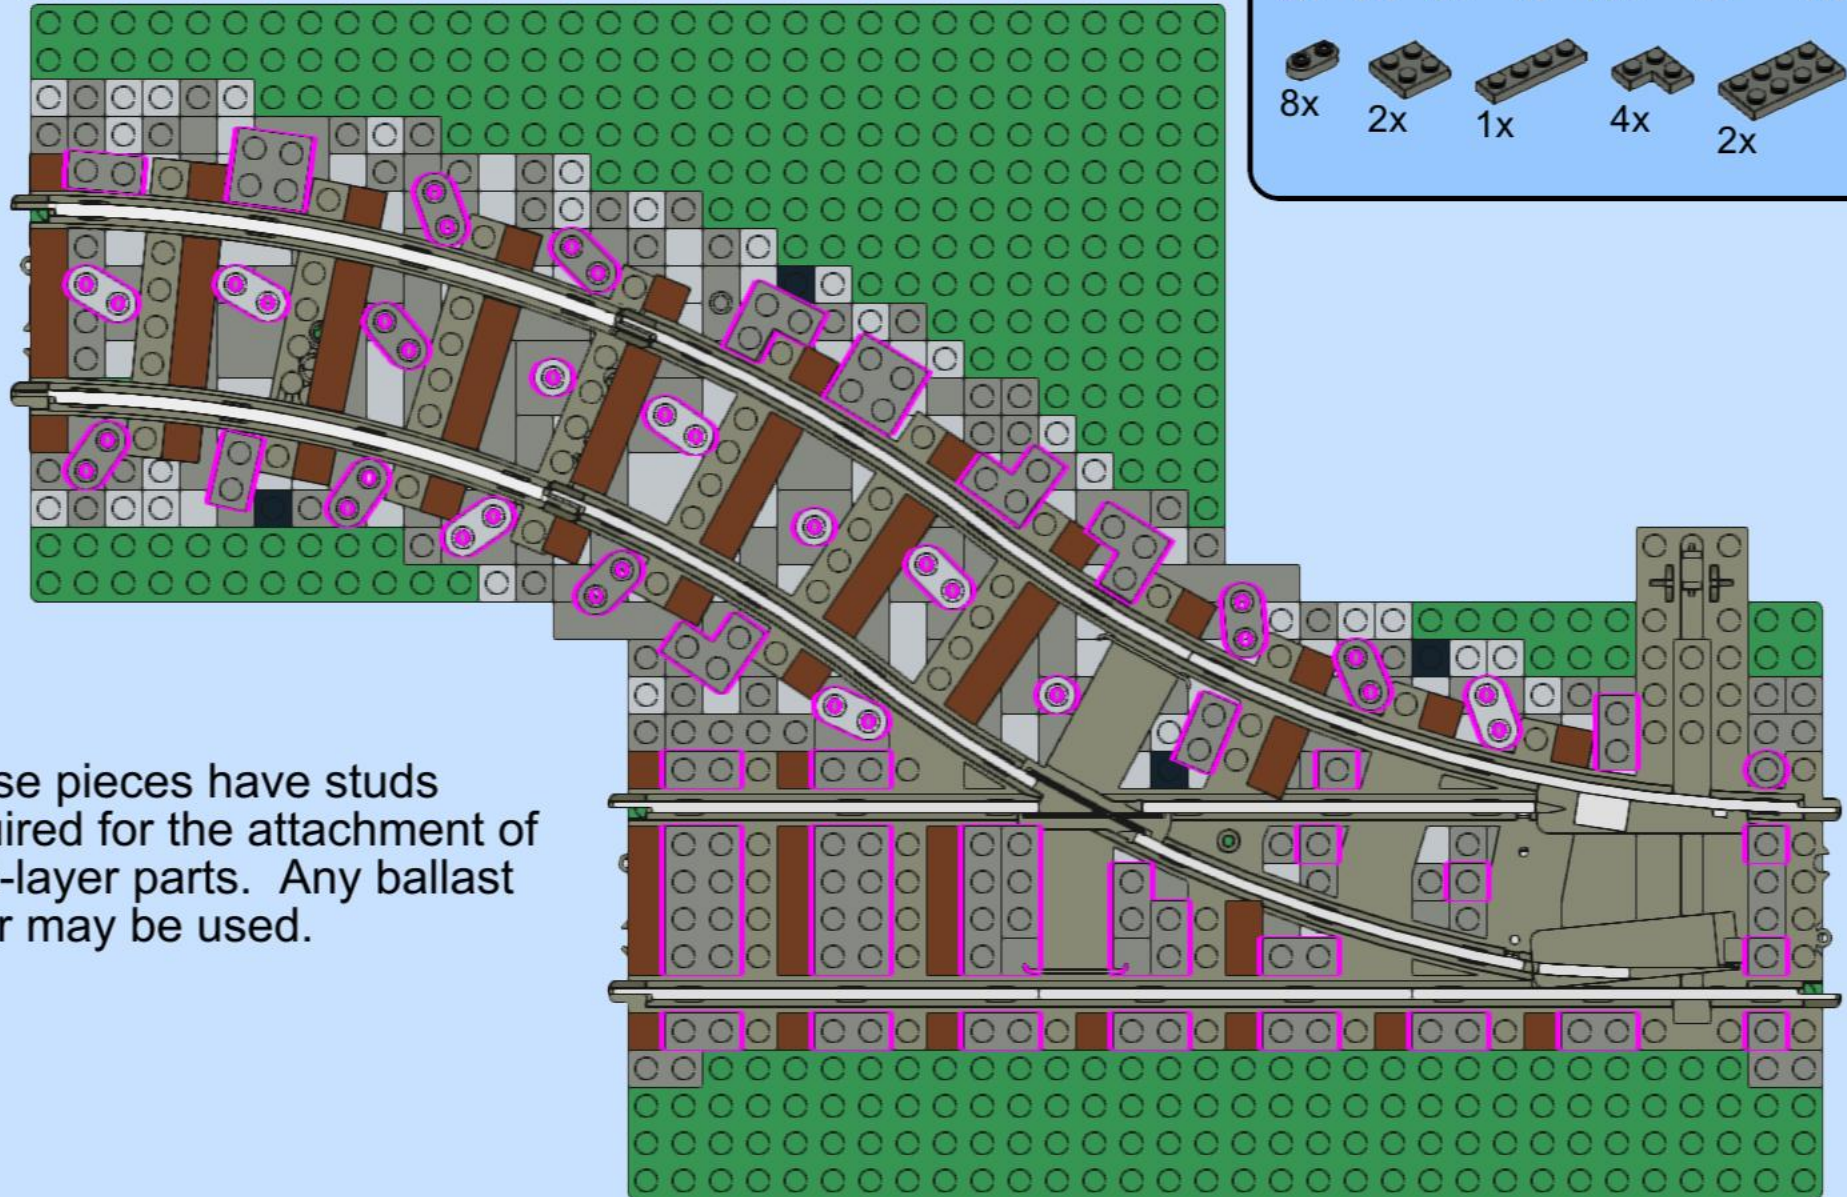 8x
2x
1x
4x
2x
se pieces have studs
uired for the attachment of
-layer parts. Any ballast
r may be used.